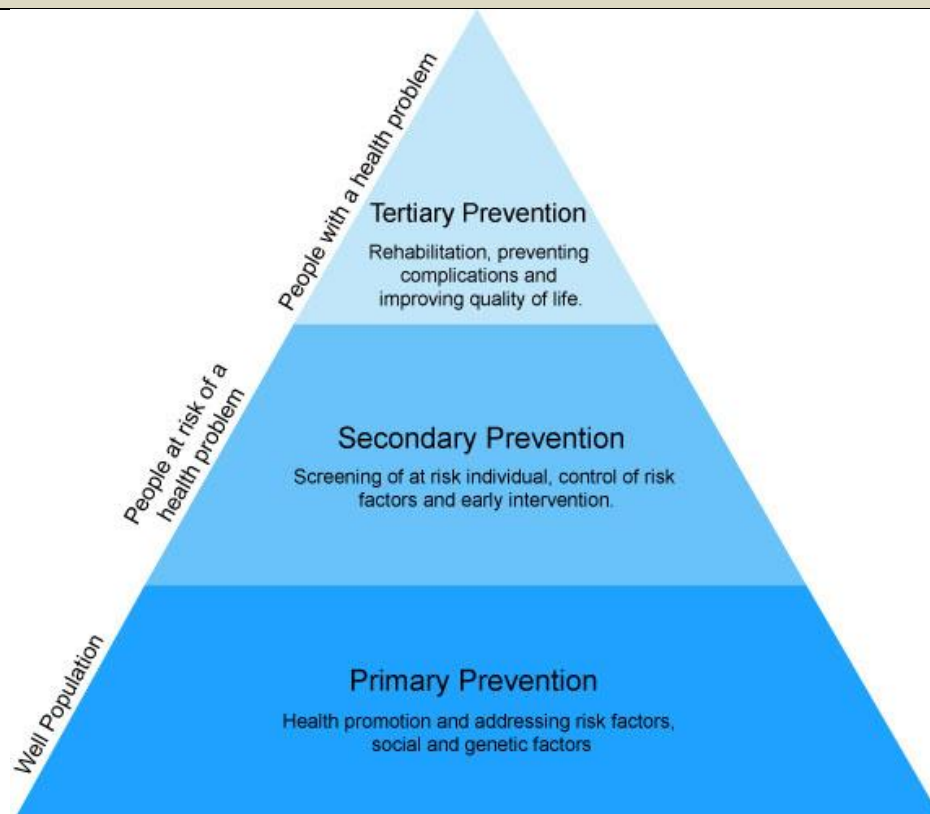 People with a health problem
Tertiary Prevention
Rehabilitation, preventing
complications and
improving quality of life.
People at risk of a
health problem
Secondary Prevention
Screening of at risk individual, control of risk
factors and early intervention.
Well Population
Primary Prevention
Health promotion and addressing risk factors,
social and genetic factors